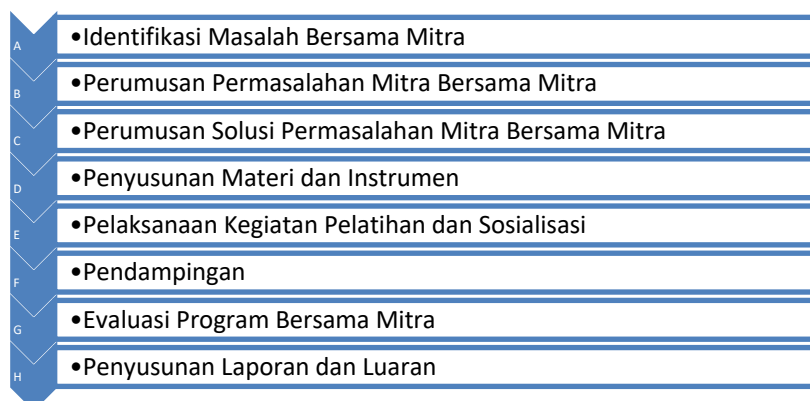 A •Identifikasi Masalah Bersama Mitra
B •Perumusan Permasalahan Mitra Bersama Mitra
C •Perumusan Solusi Permasalahan Mitra Bersama Mitra
D •Penyusunan Materi dan Instrumen
E •Pelaksanaan Kegiatan Pelatihan dan Sosialisasi
F •Pendampingan
G •Evaluasi Program Bersama Mitra
H •Penyusunan Laporan dan Luaran